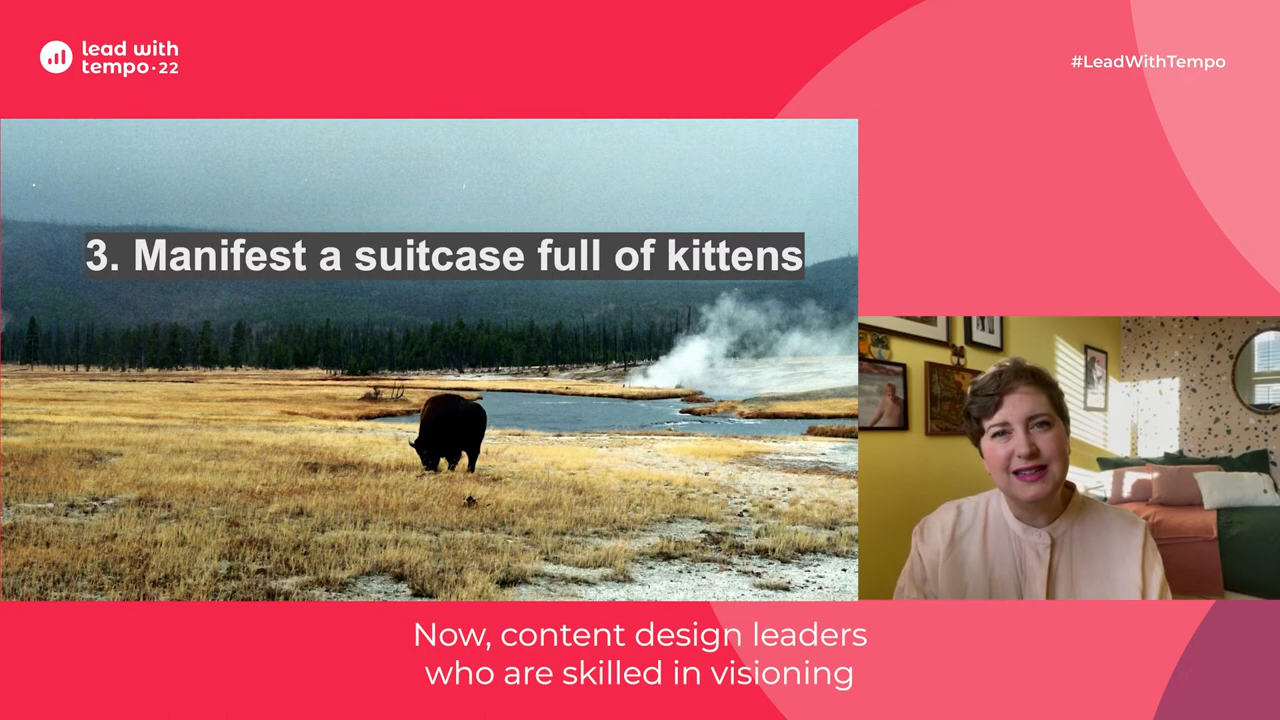 lead with
tempo·22
#LeadWithTempo
3. Manifest a suitcase full of kittens
Now, content design leaders
who are skilled in visioning